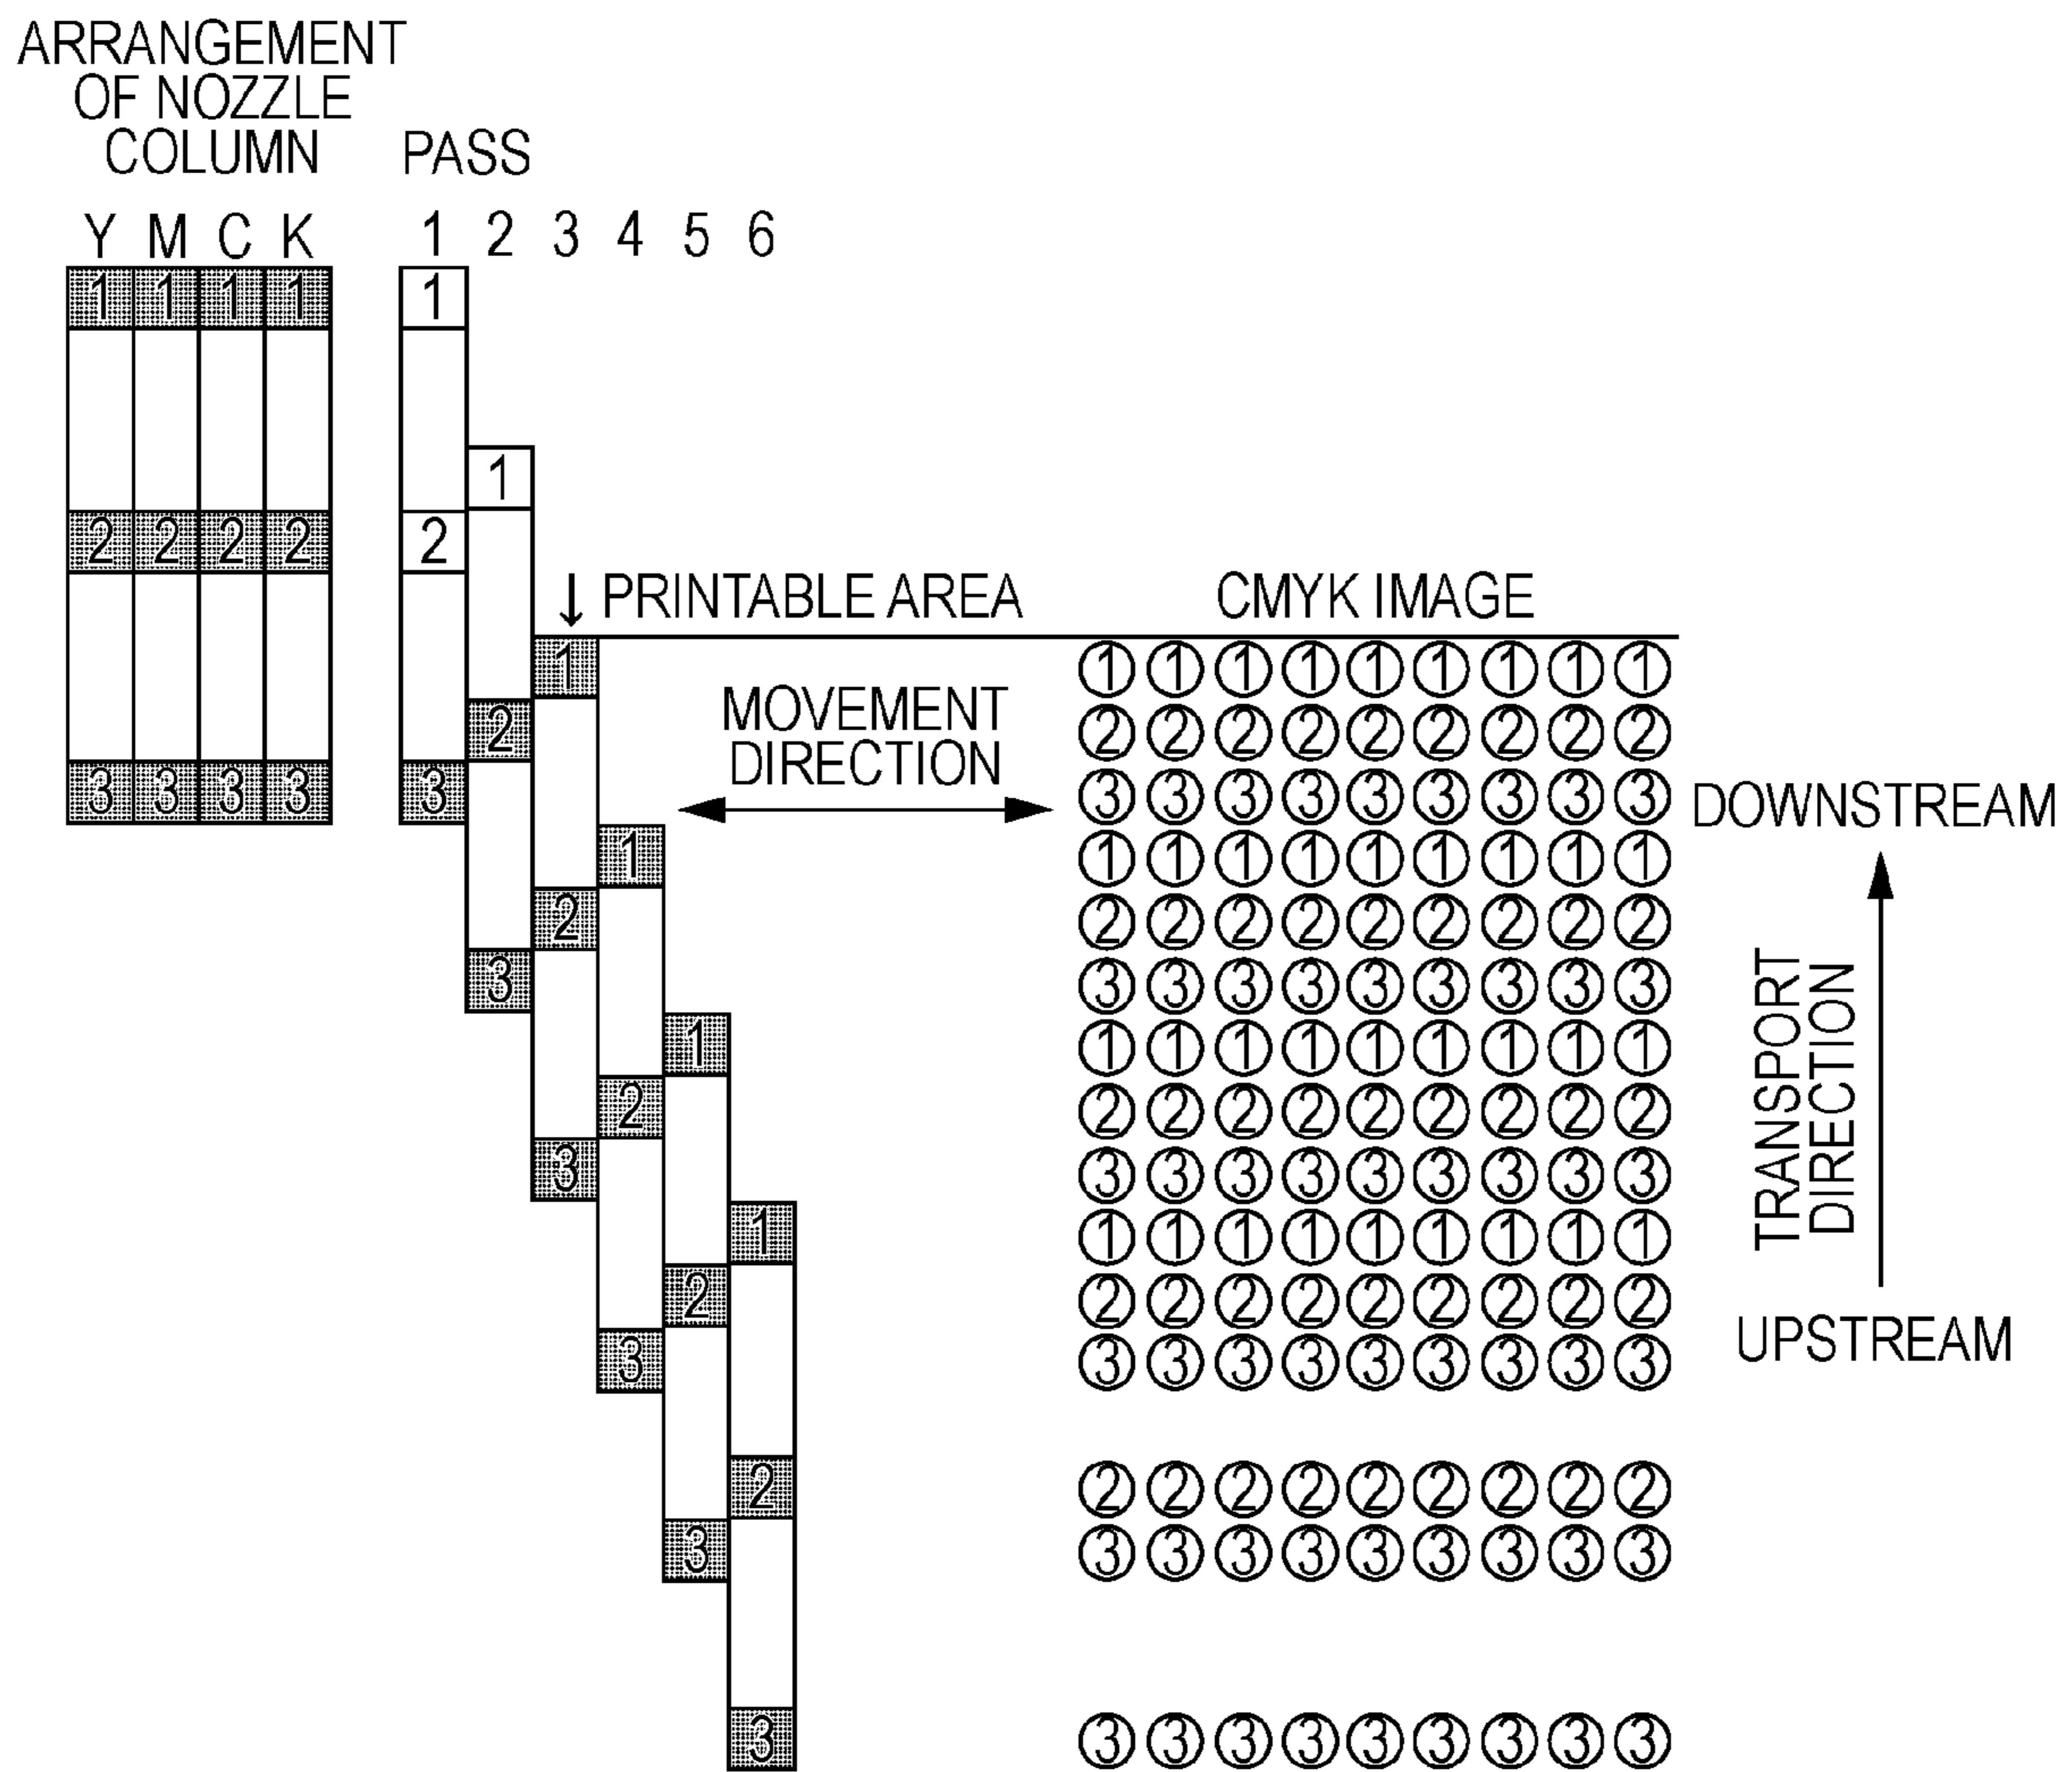 ARRANGEMENT
OF NOZZLE
COLUMN
PASS
Y M C K
1 2 3 4 5 6
1 1 1 1 1
1
2 2 2 2 2
↓ PRINTABLE AREA
CMYK IMAGE
1 1 1 1 1 1 1 1 1 1
MOVEMENT
DIRECTION
2 2 2 2 2 2 2 2 2 2
3 3 3 3 3 3 3 3 3 3 3 3 3 3
DOWNSTREAM
1 1 1 1 1 1 1 1 1 1
2 2 2 2 2 2 2 2 2 2
3 3 3 3 3 3 3 3 3 3
1 1 1 1 1 1 1 1 1 1
2 2 2 2 2 2 2 2 2 2
TRANSPORT
DIRECTION
3 3 3 3 3 3 3 3 3 3
1 1 1 1 1 1 1 1 1 1
2 2 2 2 2 2 2 2 2 2
UPSTREAM
3 3 3 3 3 3 3 3 3 3
2 2 2 2 2 2 2 2 2 2
3 3 3 3 3 3 3 3 3 3
3 3 3 3 3 3 3 3 3 3